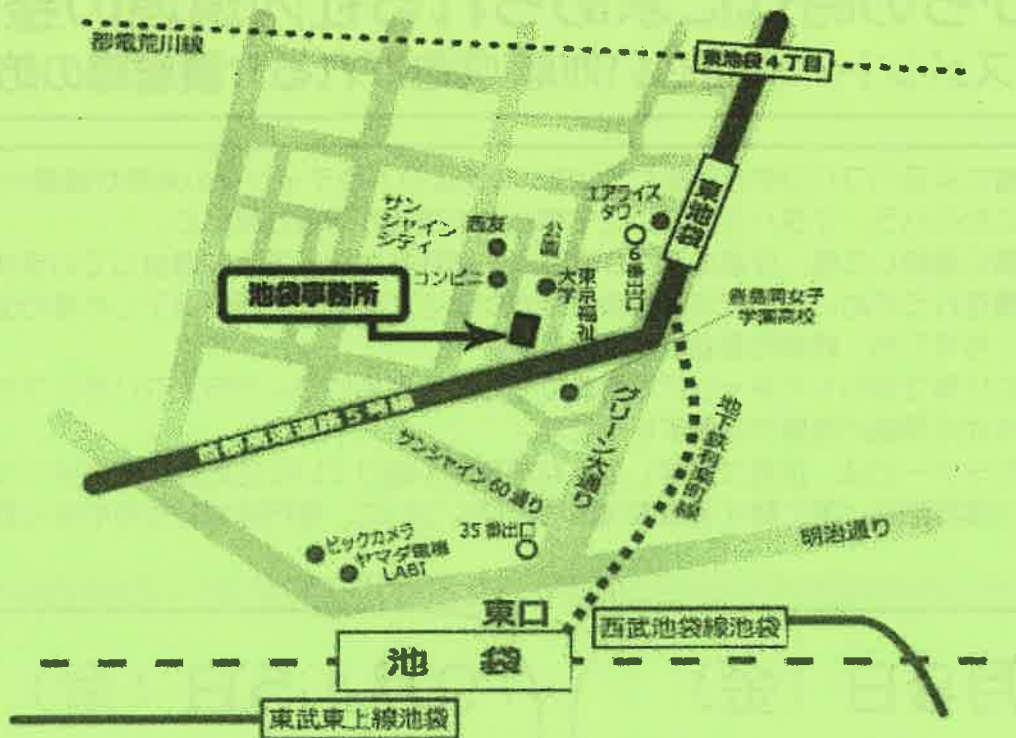 都電荒川線
東池袋4丁目
東池袋
エアライズ
タワ
6番出口
サン
シャイン
シティ
西友
公園
コンビニ
東京福祉
大学
池袋事務所
豊島岡女子
学園高校
首都高速道路5号線
グリーン大通り
地下鉄有楽町線
サンシャイン60通り
35番出口
ビックカメラ
ヤマダ電機
LABI
明治通り
東口
西武池袋線池袋
池袋
東武東上線池袋